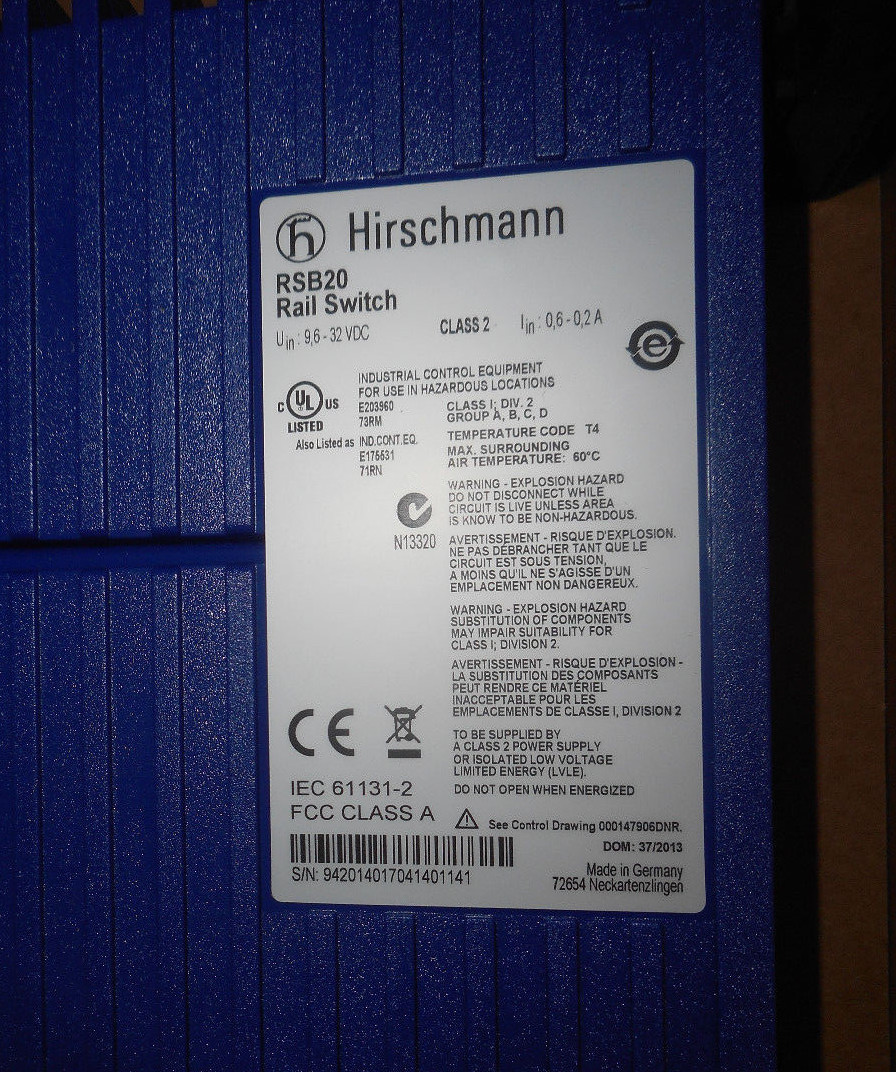 Hirschmann
RSB20
Rail Switch
Uin : 9,6 - 32 VDC
CLASS 2
Iin : 0,6 - 0,2 A
INDUSTRIAL CONTROL EQUIPMENT
FOR USE IN HAZARDOUS LOCATIONS
C UL US
LISTED
E203960
73RM
CLASS I; DIV. 2
GROUP A, B, C, D
Also Listed as IND.CONT.EQ.
E175531
71RN
TEMPERATURE CODE T4
MAX. SURROUNDING
AIR TEMPERATURE: 60°C
N13320
WARNING - EXPLOSION HAZARD
DO NOT DISCONNECT WHILE
CIRCUIT IS LIVE UNLESS AREA
IS KNOW TO BE NON-HAZARDOUS.
AVERTISSEMENT - RISQUE D'EXPLOSION.
NE PAS DÉBRANCHER TANT QUE LE
CIRCUIT EST SOUS TENSION,
A MOINS QU'IL NE S'AGISSE D'UN
EMPLACEMENT NON DANGEREUX.
WARNING - EXPLOSION HAZARD
SUBSTITUTION OF COMPONENTS
MAY IMPAIR SUITABILITY FOR
CLASS I; DIVISION 2.
AVERTISSEMENT - RISQUE D'EXPLOSION -
LA SUBSTITUTION DES COMPOSANTS
PEUT RENDRE CE MATÉRIEL
INACCEPTABLE POUR LES
EMPLACEMENTS DE CLASSE I, DIVISION 2
TO BE SUPPLIED BY
A CLASS 2 POWER SUPPLY
OR ISOLATED LOW VOLTAGE
LIMITED ENERGY (LVLE).
DO NOT OPEN WHEN ENERGIZED
CE
IEC 61131-2
FCC CLASS A
See Control Drawing 000147906DNR.
DOM: 37/2013
S/N: 942014017041401141
Made in Germany
72654 Neckartenzlingen